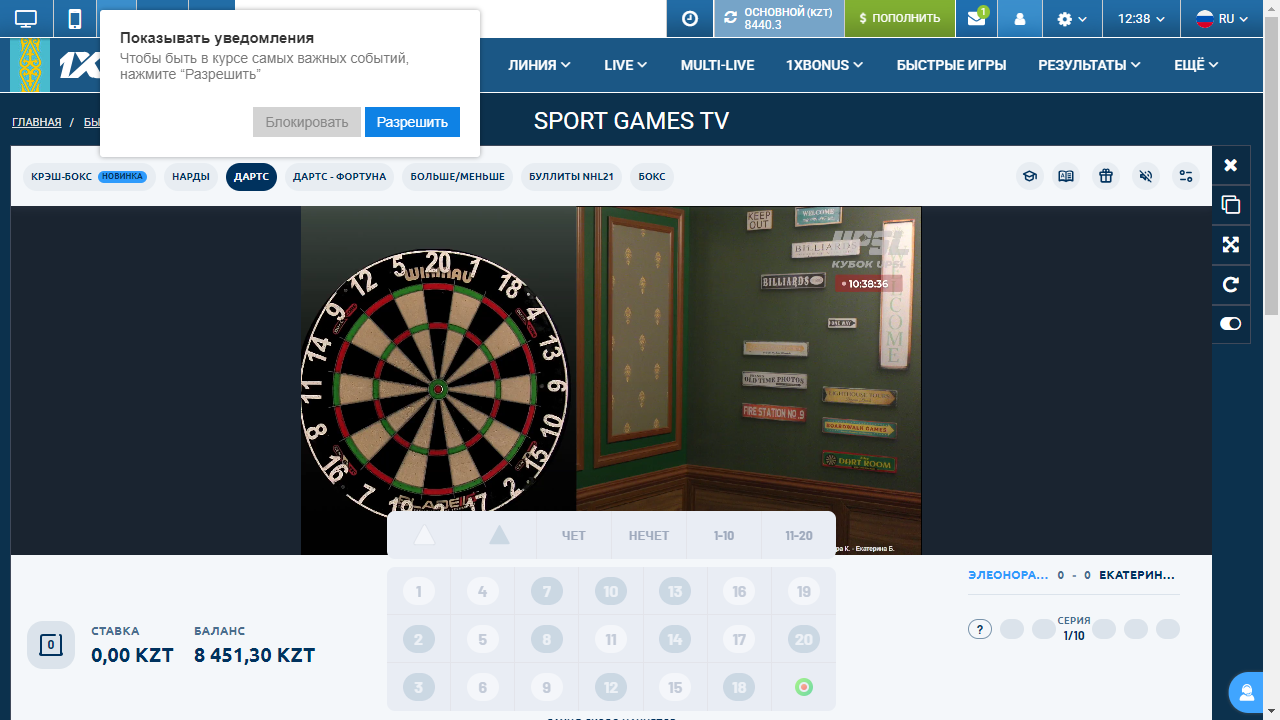 Показывать уведомления
Чтобы быть в курсе самых важных событий,
нажмите “Разрешить”
Блокировать
Разрешить
ОСНОВНОЙ (KZT)
8440.3
$ ПОПОЛНИТЬ
1
12:38
RU
1X
ЛИНИЯ
LIVE
MULTI-LIVE
1XBONUS
БЫСТРЫЕ ИГРЫ
РЕЗУЛЬТАТЫ
ЕЩЁ
ГЛАВНАЯ / БЫ
SPORT GAMES TV
КРЭШ-БОКС НОВИНКА
НАРДЫ
ДАРТС
ДАРТС - ФОРТУНА
БОЛЬШЕ/МЕНЬШЕ
БУЛЛИТЫ NHL21
БОКС
5 20 1
12 18
9 4
14 13
11 6
8 10
16 15
7 2
19
WINMAU
KEEP
OUT
WELCOME
BILLIARDS
BILLIARDS
WELCOME
UPSL
КУБОК UPSL
10:38:36
OLD TIME PHOTOS
FIRE STATION NO.9
BOARDWALK GAMES
DART ROOM
ра К. - Екатерина Б.
ЧЕТ
НЕЧЕТ
1-10
11-20
1 4 7 10 13 16 19
2 5 8 11 14 17 20
3 6 9 12 15 18
0
СТАВКА
0,00 KZT
БАЛАНС
8 451,30 KZT
ЭЛЕОНОРА... 0 - 0 ЕКАТЕРИН...
?
СЕРИЯ
1/10